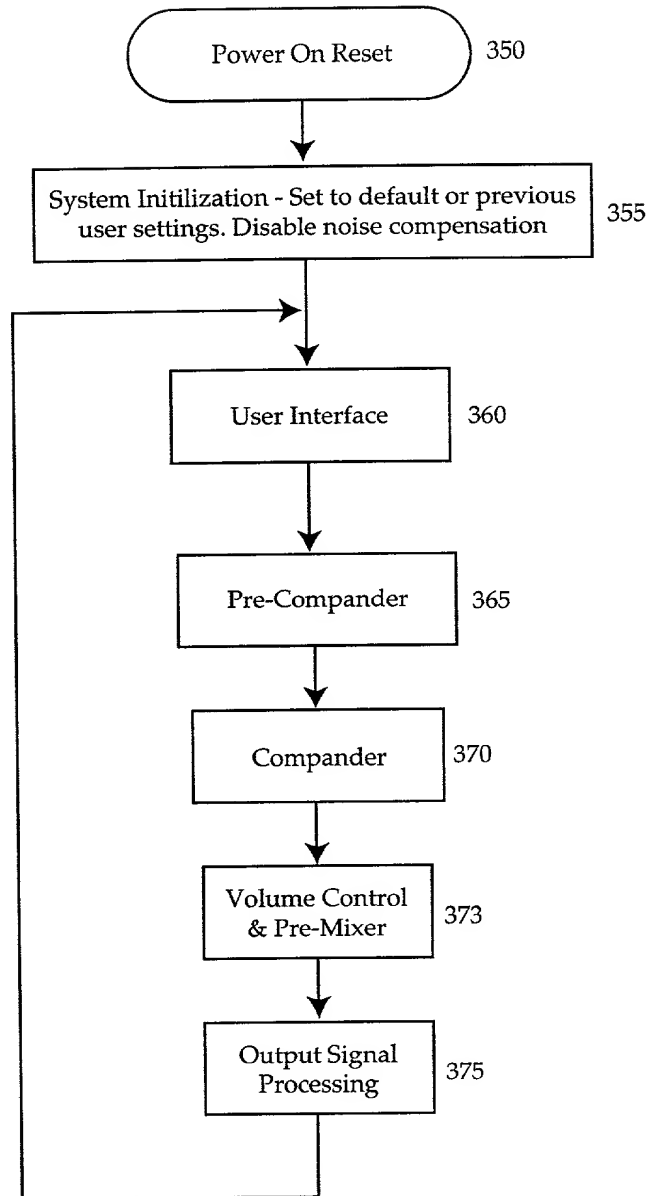 Power On Reset
350
System Initilization - Set to default or previous
user settings. Disable noise compensation
355
User Interface
360
Pre-Compander
365
Compander
370
Volume Control
& Pre-Mixer
373
Output Signal
Processing
375